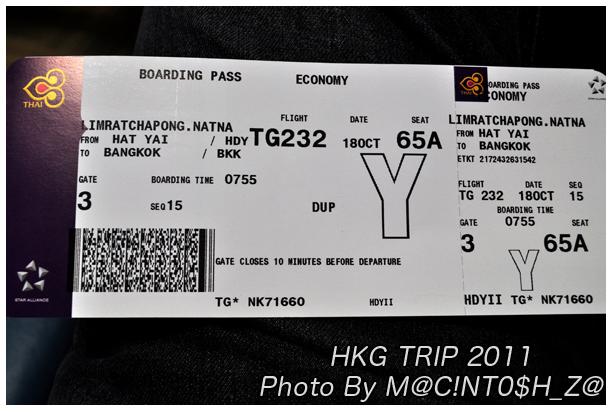 BOARDING PASS ECONOMY
THAI
LIMRATCHAPONG.NATNA
FLIGHT DATE SEAT
FROM HAT YAI / HDY TG232 18OCT 65A
TO BANGKOK / BKK
GATE BOARDING TIME 0755
3 SEQ 15
DUP
Y
GATE CLOSES 10 MINUTES BEFORE DEPARTURE
STAR ALLIANCE
TG* NK71660 HDYII
OARDING PASS
CONOMY
LIMRATCHAPONG.NATNA
FROM HAT YAI
TO BANGKOK
ETKT 2172432631542
FLIGHT DATE SEQ
TG 232 18OCT 15
BOARDING TIME
GATE 0755 SEAT
3 65A
Y
HDYII TG* NK71660
HKG TRIP 2011
Photo By M@C!NT0$H_Z@